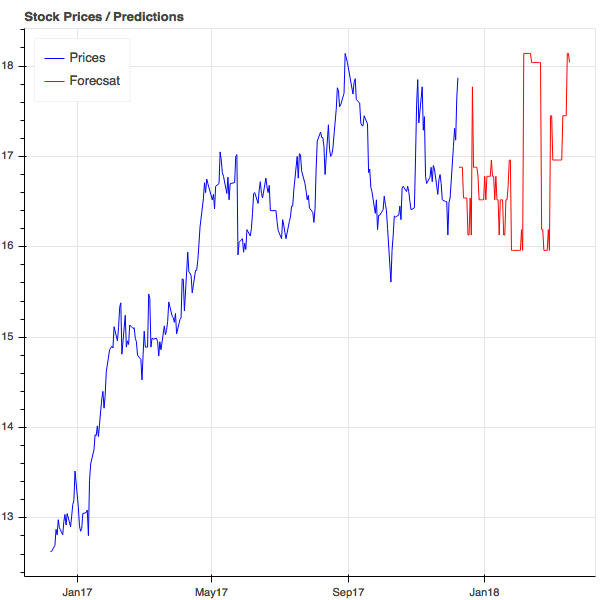 Stock Prices / Predictions
Prices
Forecsat
18
17
16
15
14
13
Jan17
May17
Sep17
Jan18